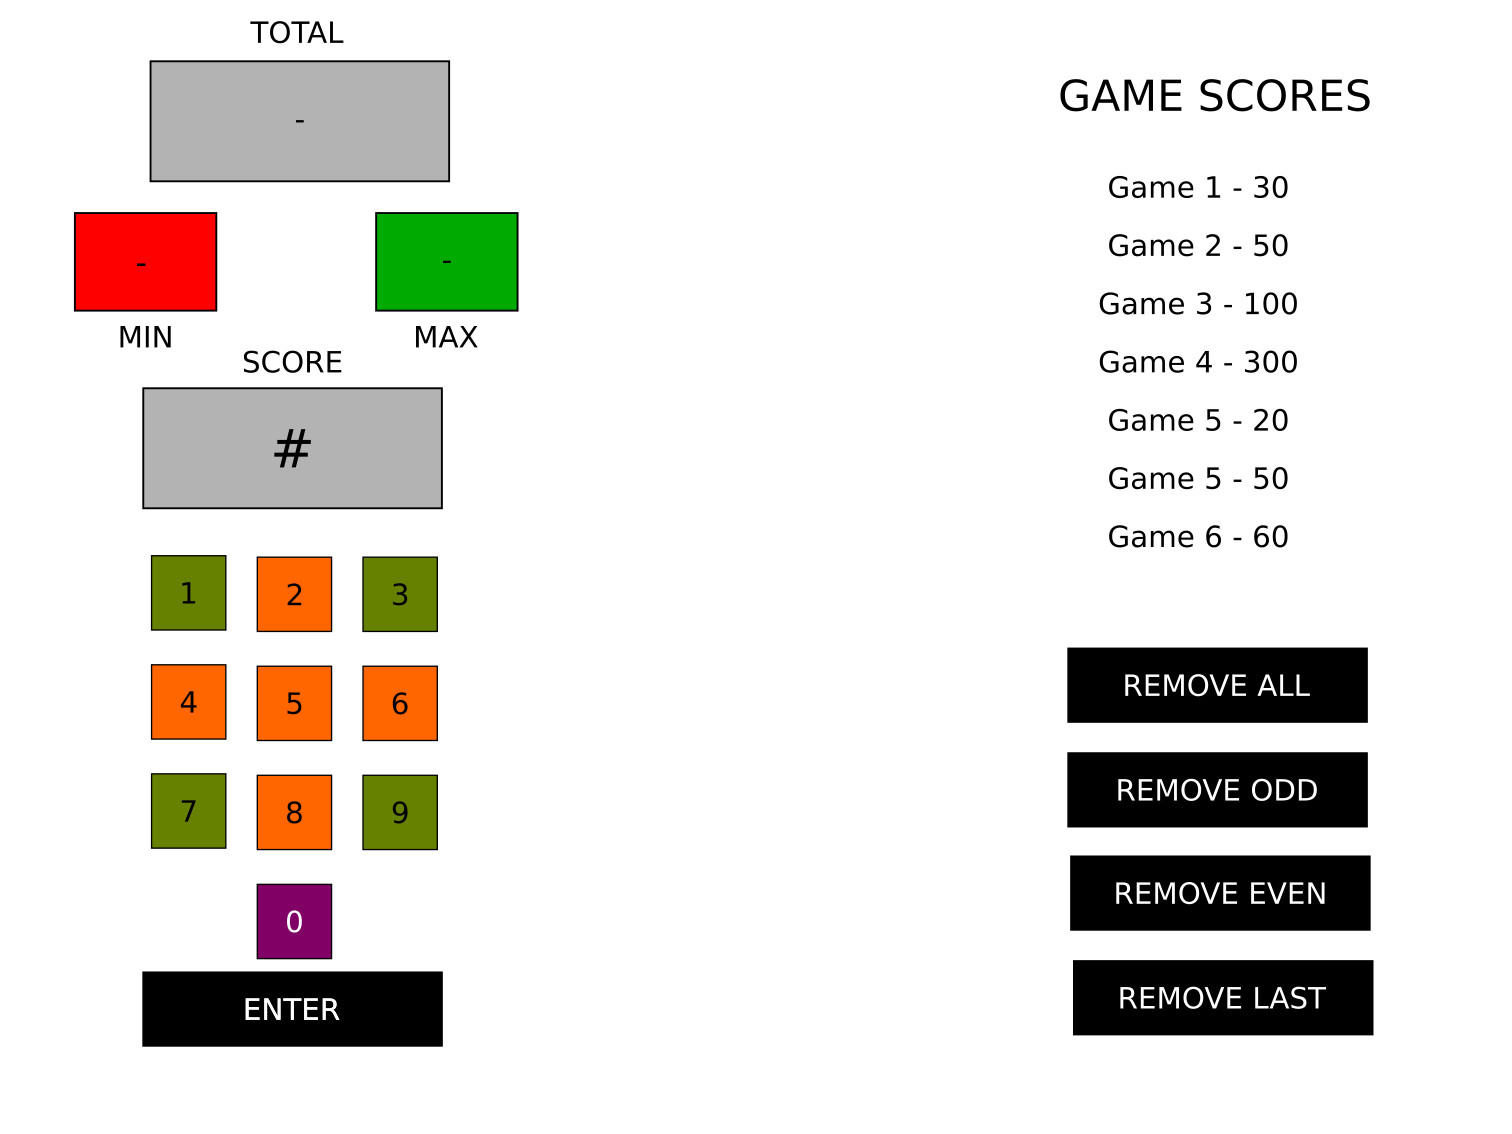 TOTAL
-
-
-
MIN
MAX
SCORE
#
1 2 3
4 5 6
7 8 9
0
ENTER
GAME SCORES
Game 1 - 30
Game 2 - 50
Game 3 - 100
Game 4 - 300
Game 5 - 20
Game 5 - 50
Game 6 - 60
REMOVE ALL
REMOVE ODD
REMOVE EVEN
REMOVE LAST